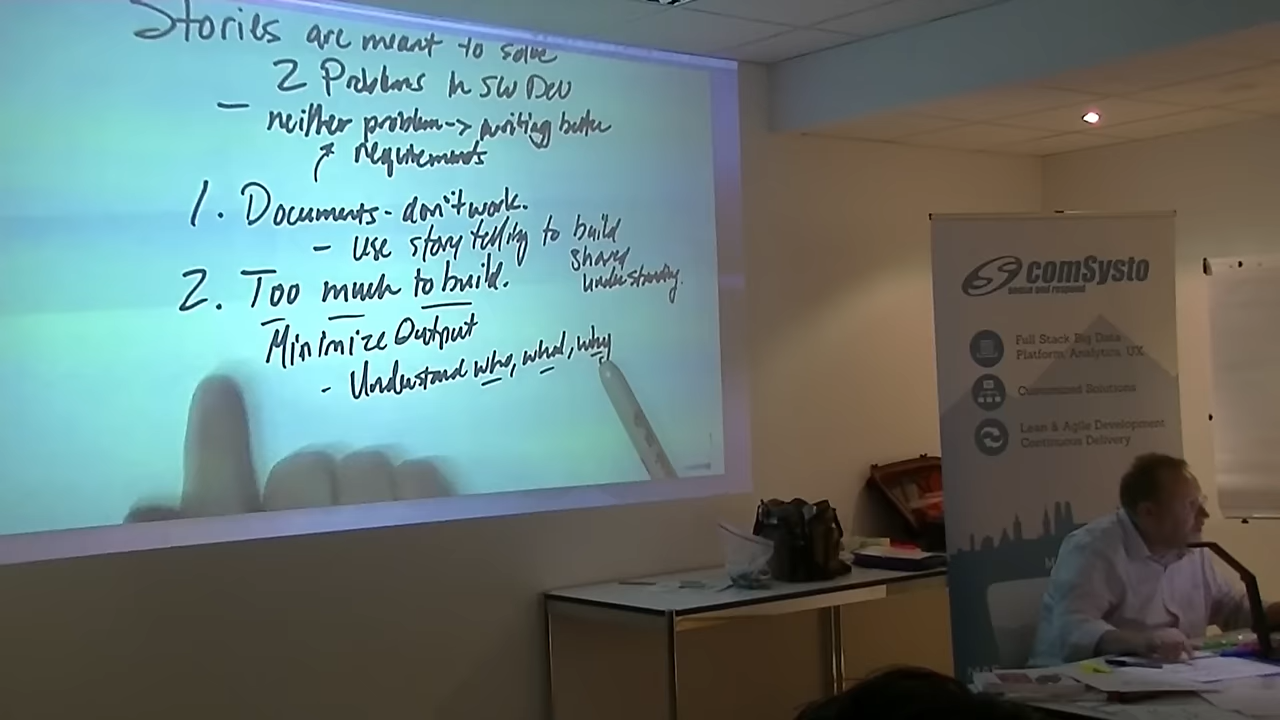 Stories are meant to solve
2 Problems in SW Dev
- neither problem -> writing better
requirements
1. Documents - don't work.
- use story telling to build
shared
understanding.
2. Too much to build.
Minimize Output
- Understand who, what, why
comSysto
sense and respond
Full Stack Big Data
Platform, Analytics, UX
Customized Solutions
Lean & Agile Development
Continuous Delivery